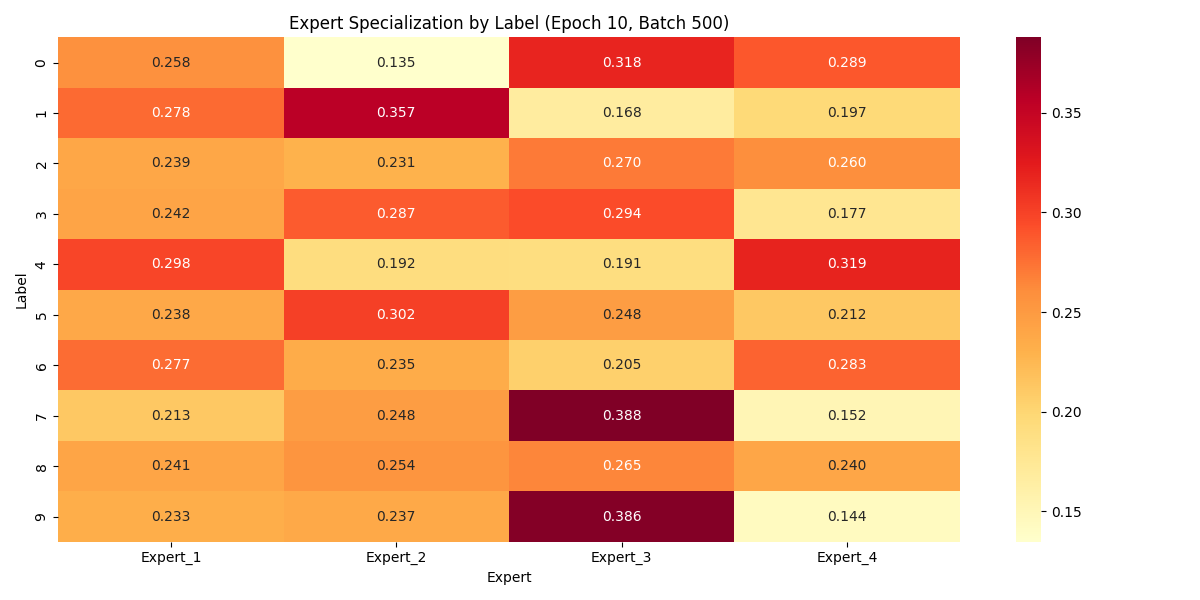 Expert Specialization by Label (Epoch 10, Batch 500)
0 0.258 0.135 0.318 0.289
1 0.278 0.357 0.168 0.197
2 0.239 0.231 0.270 0.260
3 0.242 0.287 0.294 0.177
4 0.298 0.192 0.191 0.319
5 0.238 0.302 0.248 0.212
6 0.277 0.235 0.205 0.283
7 0.213 0.248 0.388 0.152
8 0.241 0.254 0.265 0.240
9 0.233 0.237 0.386 0.144
Label
Expert_1 Expert_2 Expert_3 Expert_4
Expert
0.35
0.30
0.25
0.20
0.15